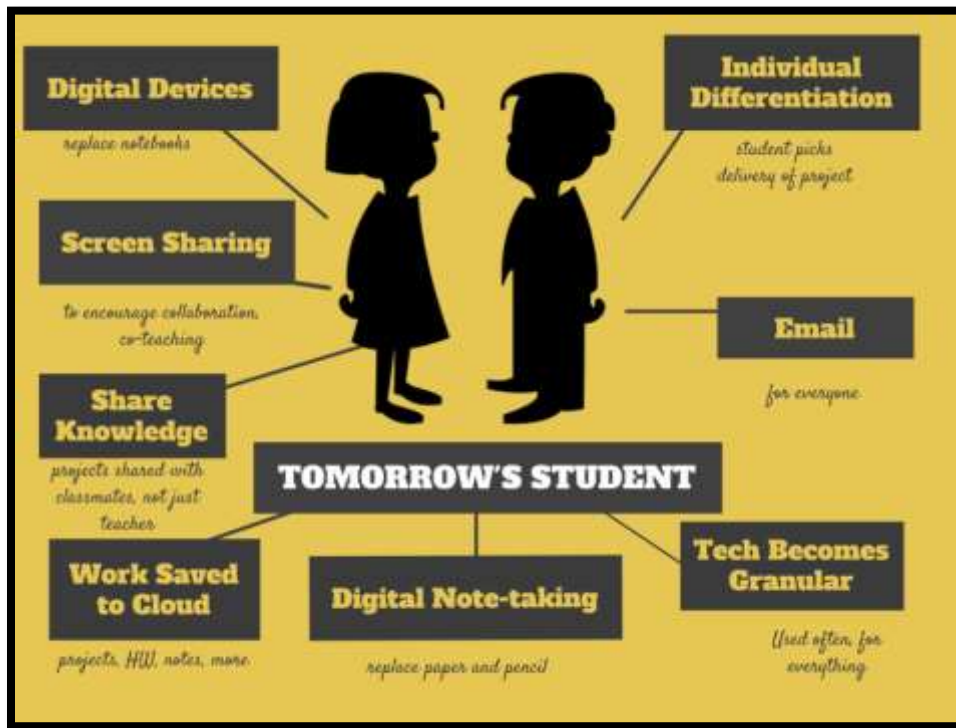 Digital Devices
replace notebooks
Screen Sharing
to encourage collaboration,
co-teaching
Share
Knowledge
projects shared with
classmates, not just
teacher
Individual
Differentiation
student picks
delivery of project
Email
for everyone
TOMORROW'S STUDENT
Work Saved
to Cloud
projects, HW, notes, more
Digital Note-taking
replace paper and pencil
Tech Becomes
Granular
Used often, for
everything